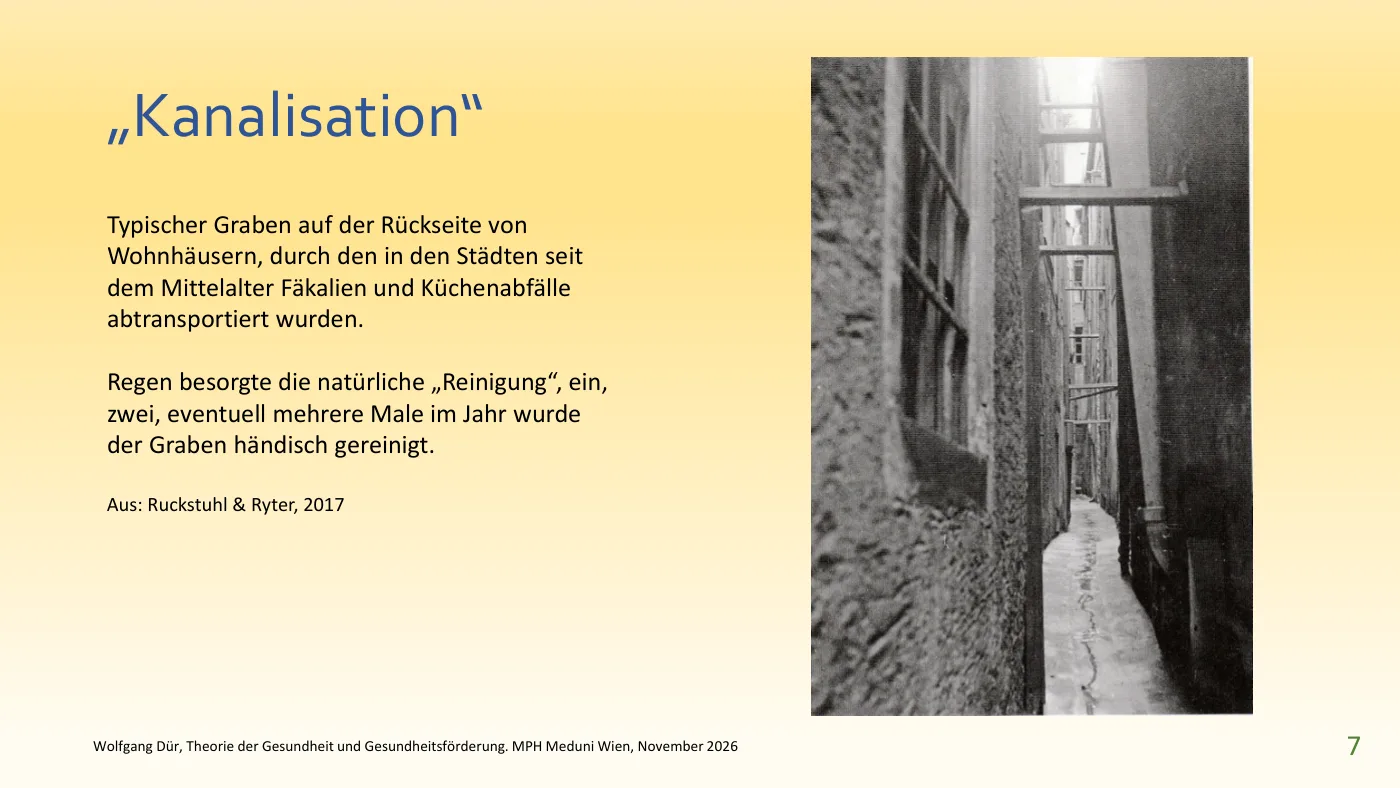 „Kanalisation“
Typischer Graben auf der Rückseite von
Wohnhäusern, durch den in den Städten seit
dem Mittelalter Fäkalien und Küchenabfälle
abtransportiert wurden.
Regen besorgte die natürliche „Reinigung“, ein,
zwei, eventuell mehrere Male im Jahr wurde
der Graben händisch gereinigt.
Aus: Ruckstuhl & Ryter, 2017
Wolfgang Dür, Theorie der Gesundheit und Gesundheitsförderung. MPH Meduni Wien, November 2026
7